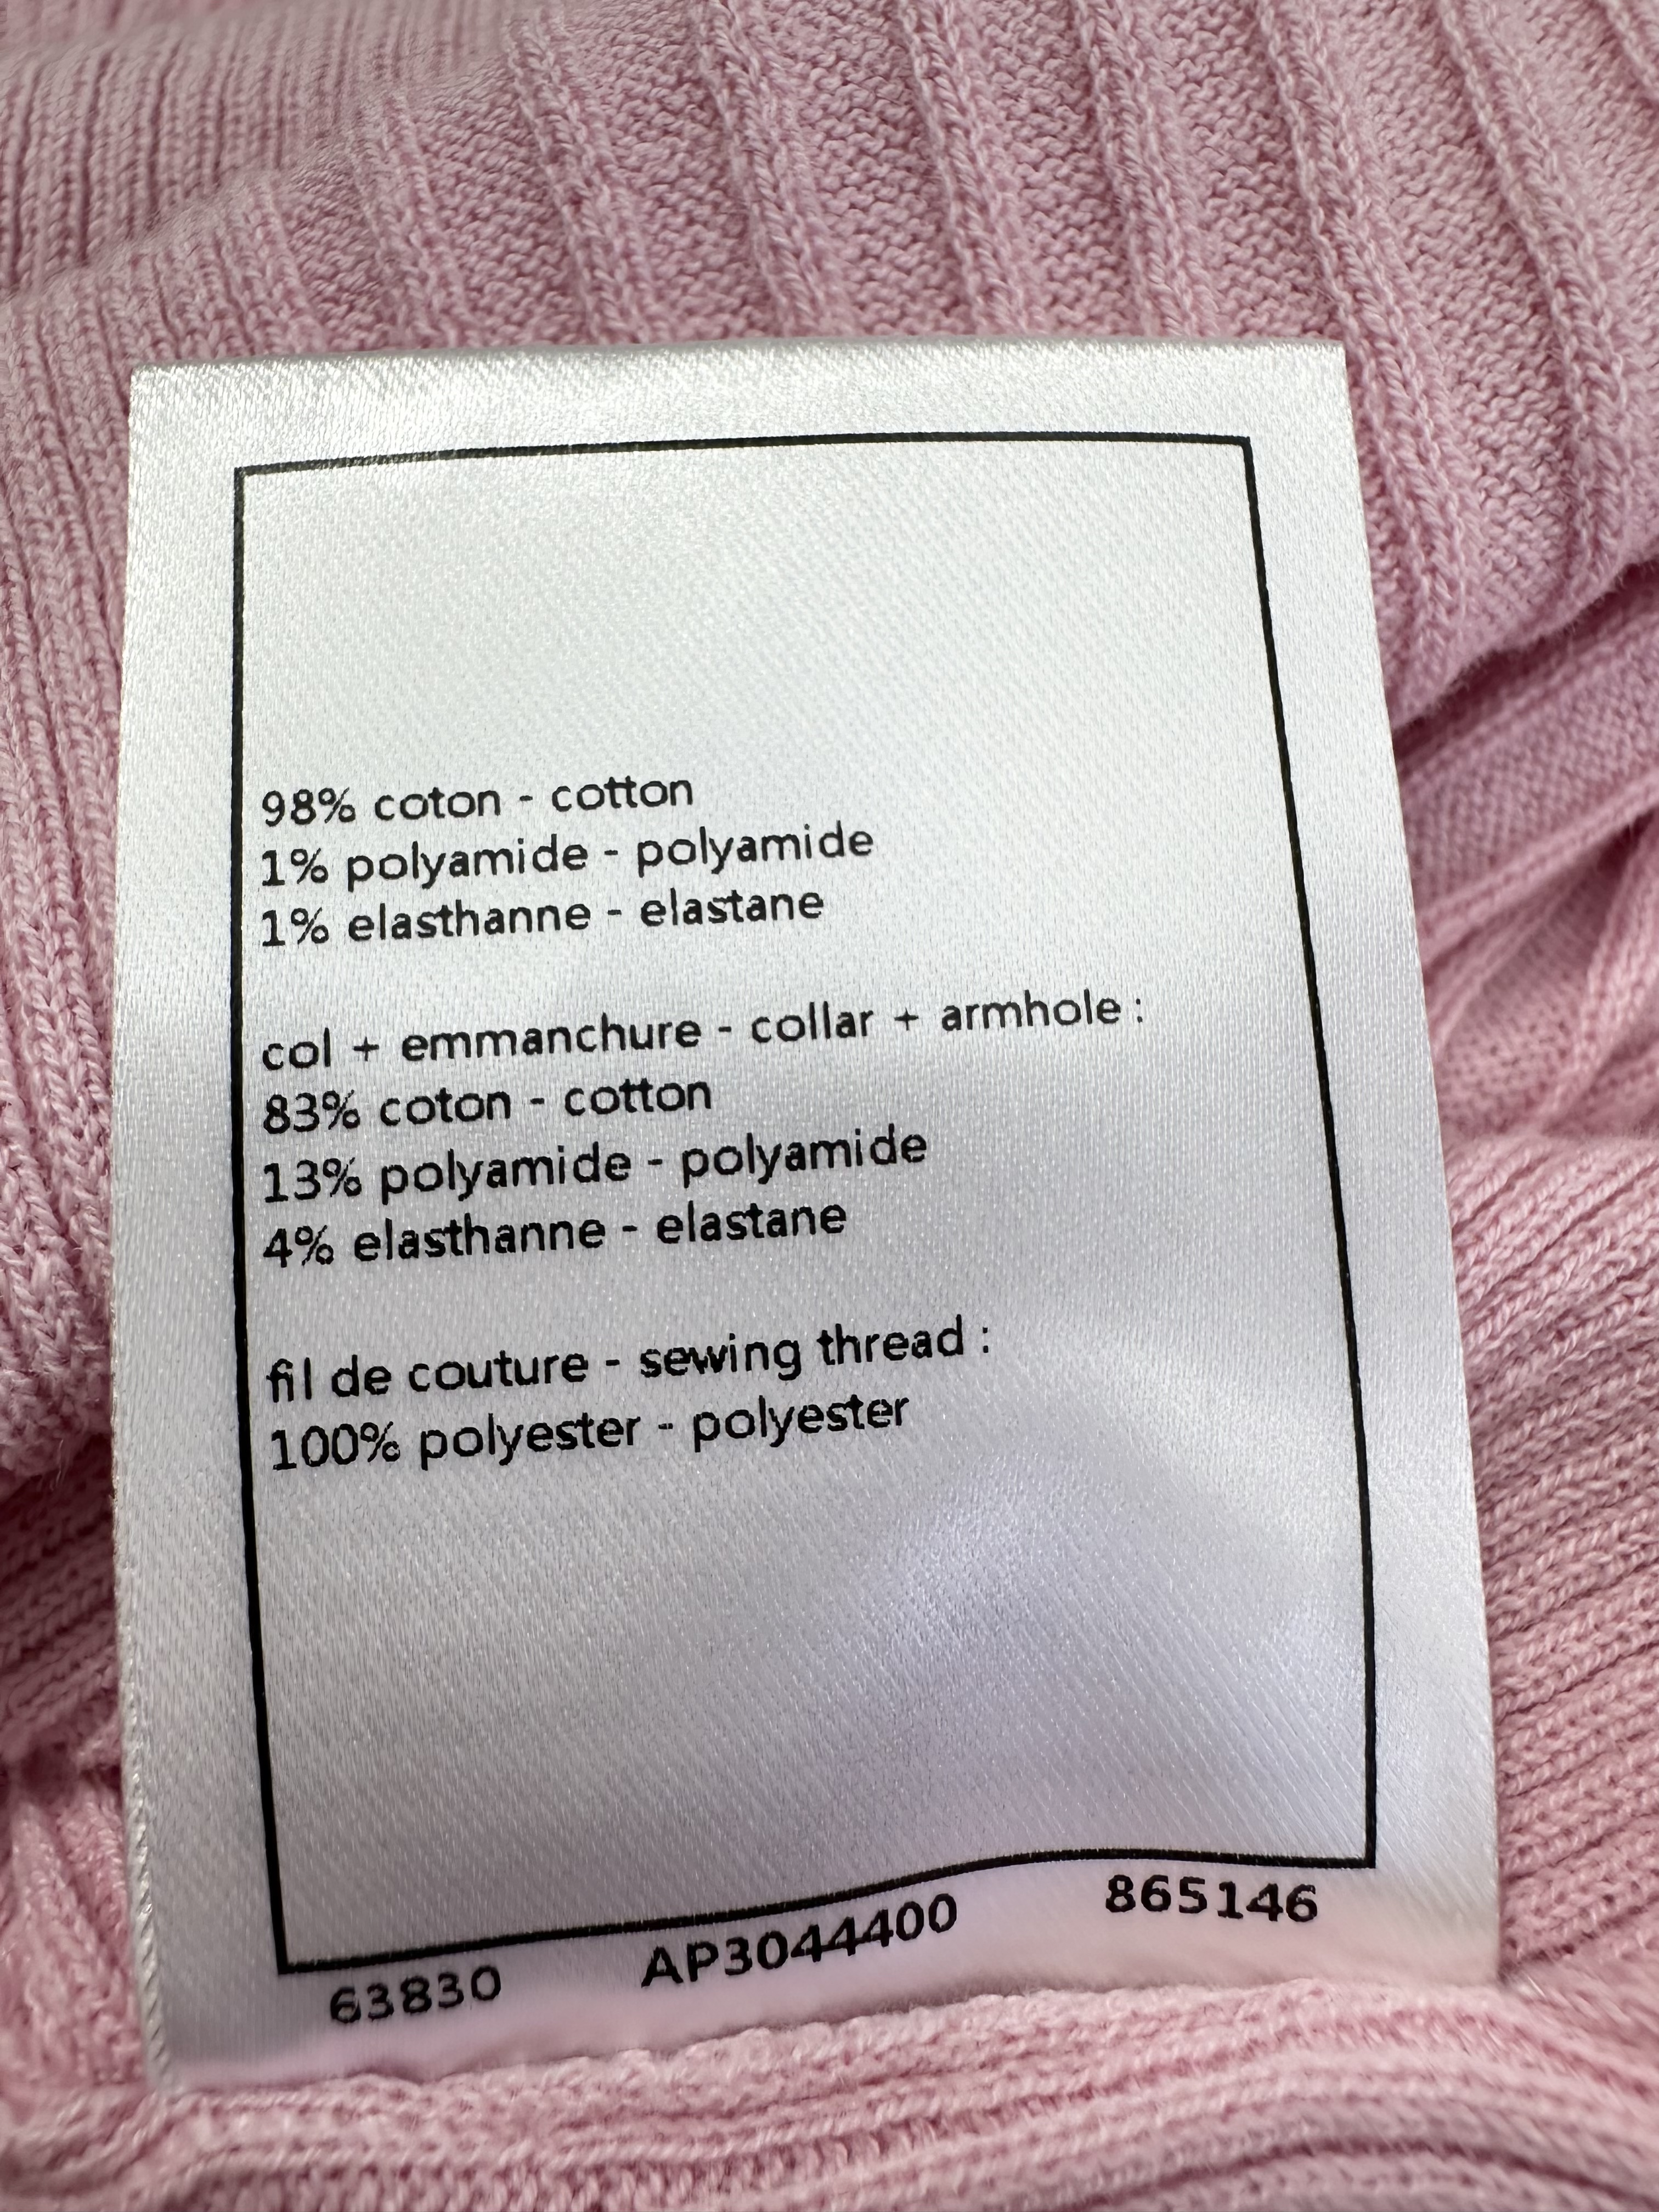 98% coton - cotton
1% polyamide - polyamide
1% elasthanne - elastane
col + emmanchure - collar + armhole :
83% coton - cotton
13% polyamide - polyamide
4% elasthanne - elastane
fil de couture - sewing thread :
100% polyester - polyester
63830 AP3044400 865146